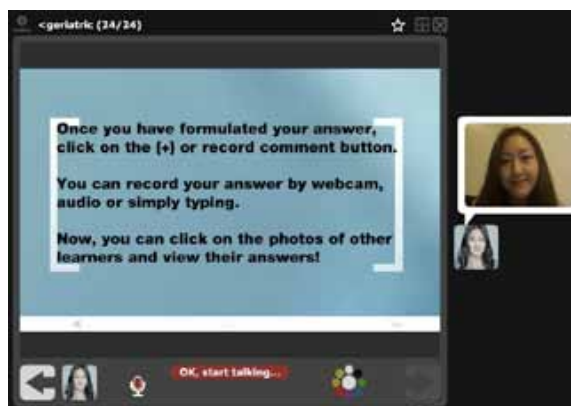 <geriatric (24/24)
Once you have formulated your answer,
click on the (+) or record comment button.
You can record your answer by webcam,
audio or simply typing.
Now, you can click on the photos of other
learners and view their answers!
OK, start talking...